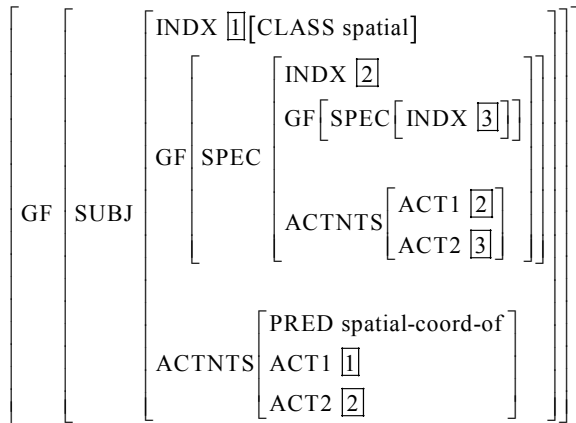 INDX 1[CLASS spatial]
INDX 2
GF[SPEC[INDX 3]]
GF[SPEC
GF[SUBJ
ACTNTS[ACT1 2
ACT2 3]
PRED spatial-coord-of
ACTNTS[ACT1 1
ACT2 2]